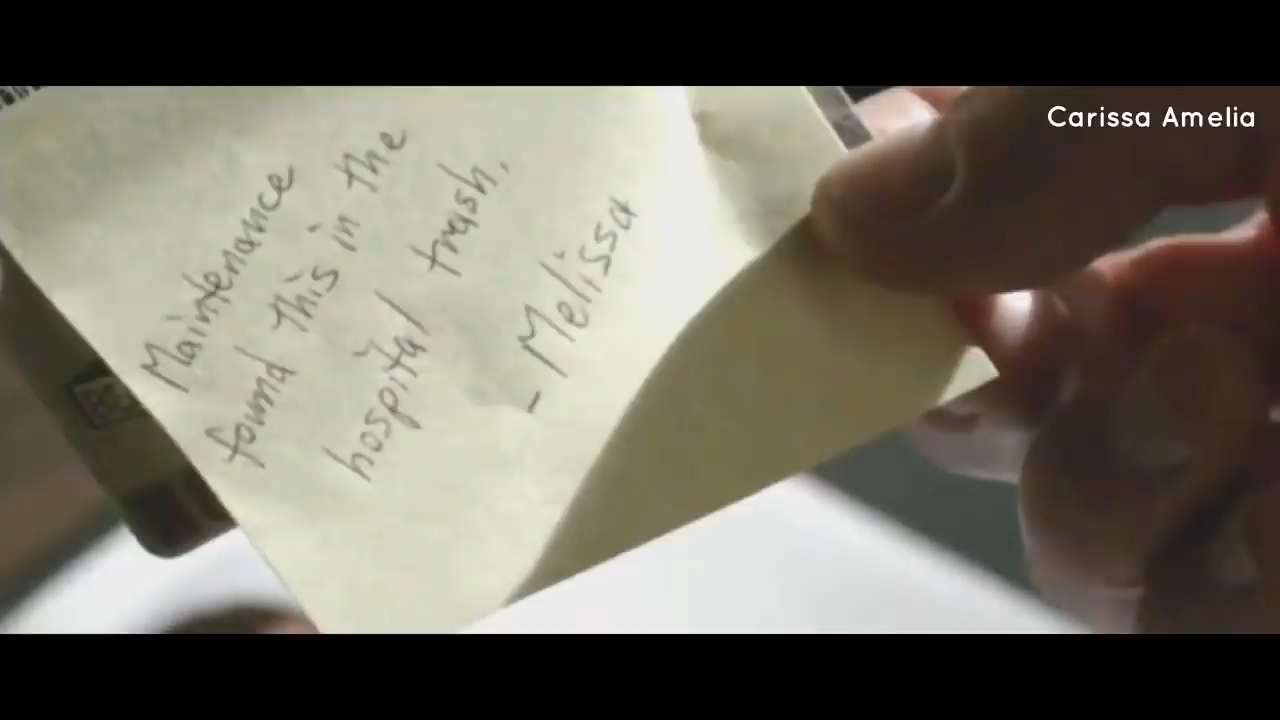 Carissa Amelia
Maintenance
found this in the
hospital trash.
- Melissa